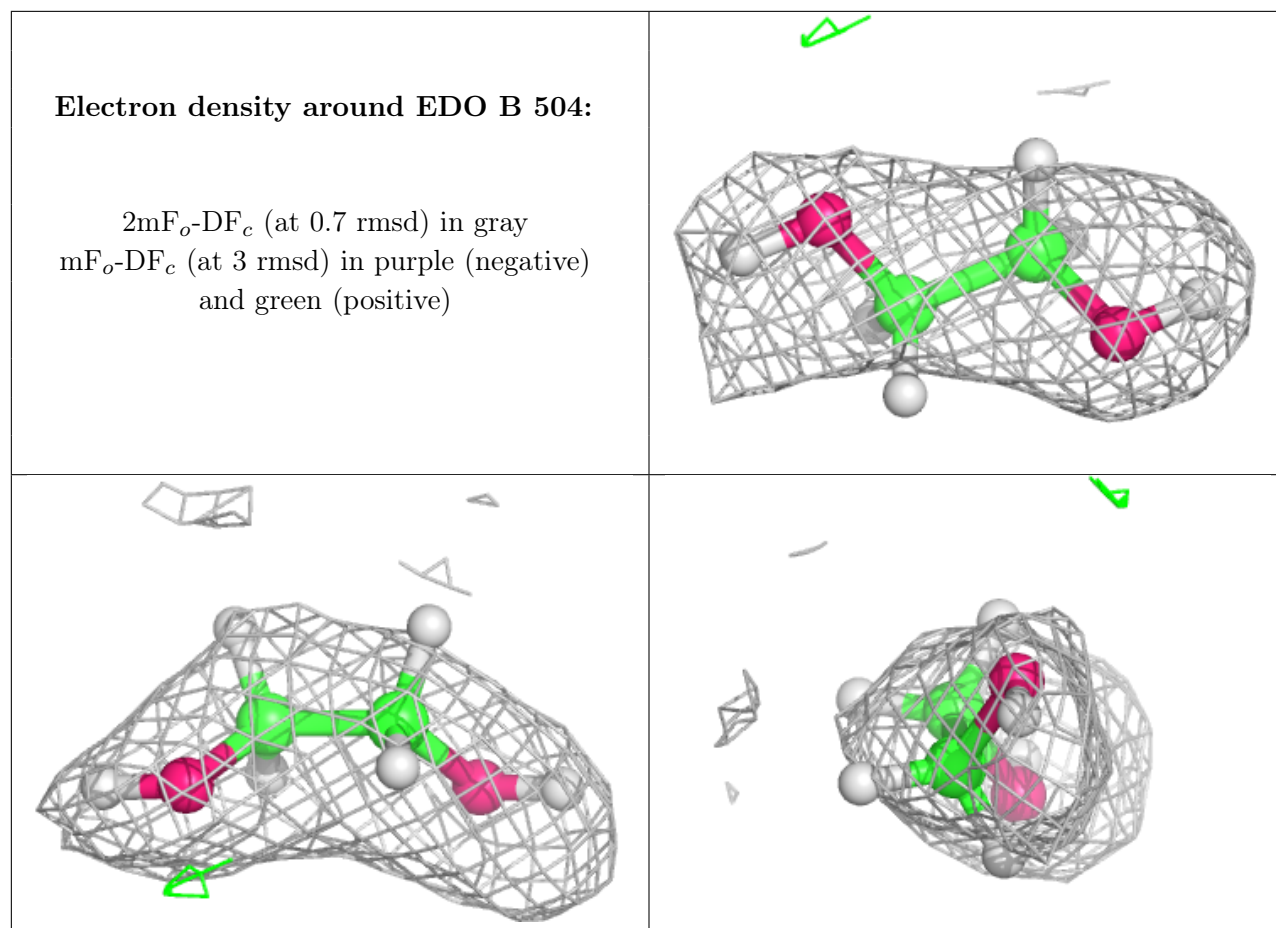 Electron density around EDO B 504:
2mFo-DFc (at 0.7 rmsd) in gray
mFo-DFc (at 3 rmsd) in purple (negative)
and green (positive)